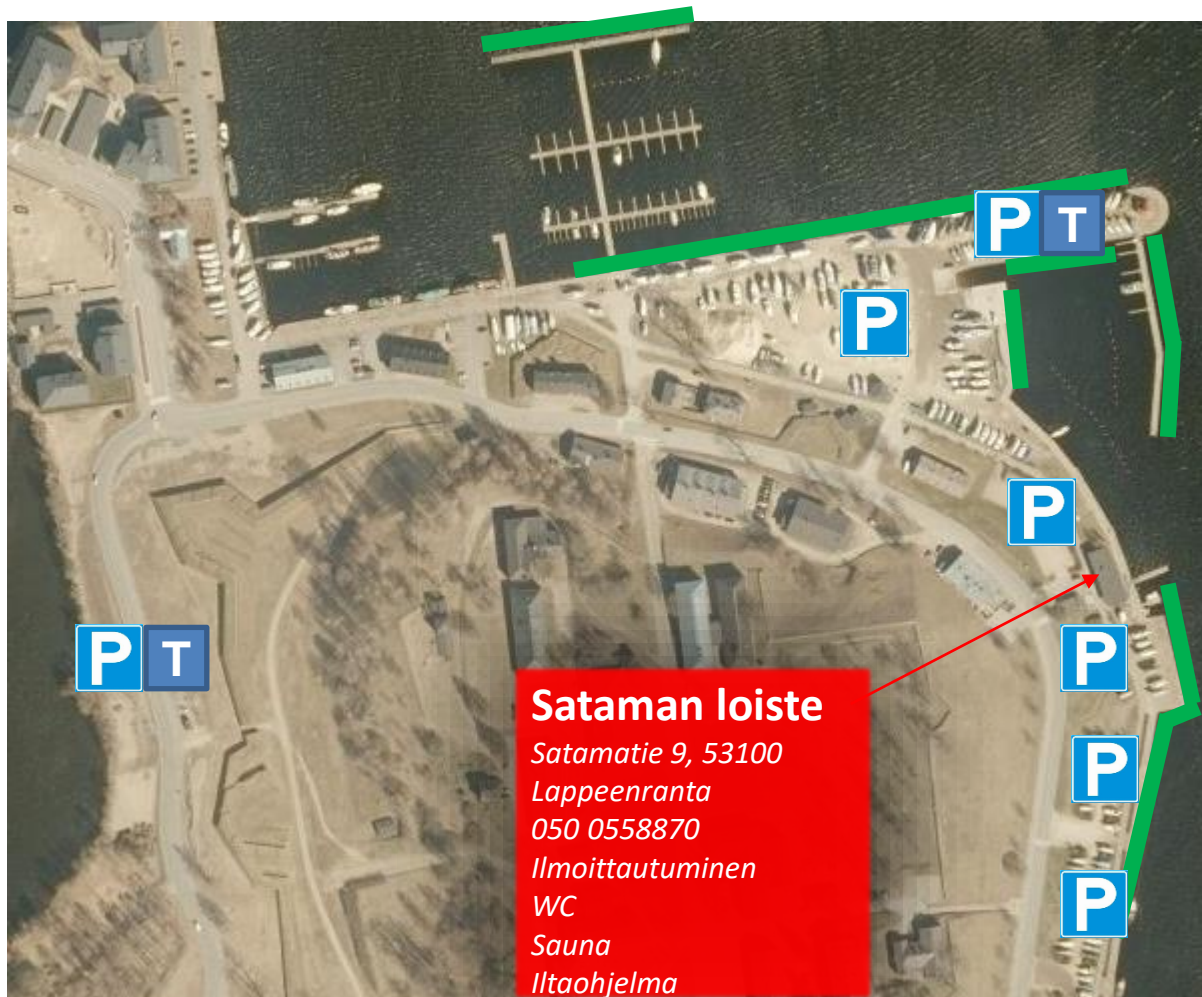 P T
P
P
P T
P
Sataman loiste
Satamatie 9, 53100
Lappeenranta
050 0558870
Ilmoittautuminen
WC
Sauna
Iltaohjelma
P
P